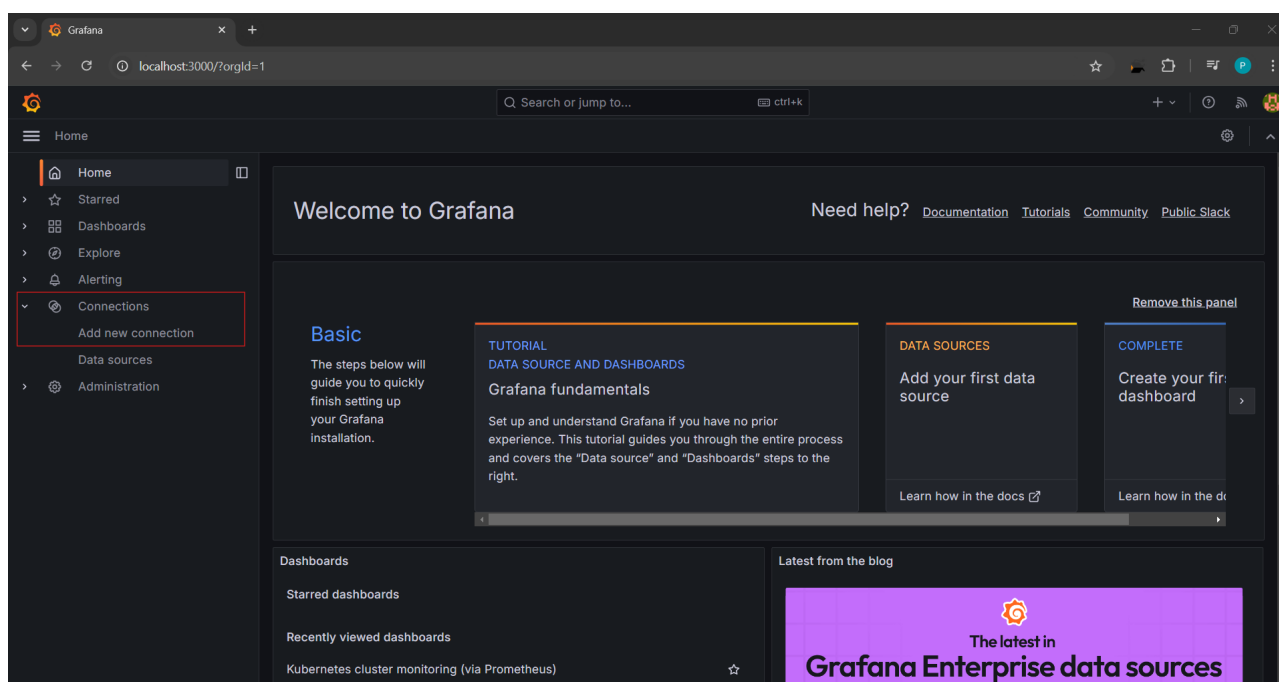 Grafana
localhost:3000/?orgId=1
P
Search or jump to...
ctrl+k
Home
Home
Starred
Dashboards
Explore
Alerting
Connections
Add new connection
Data sources
Administration
Welcome to Grafana
Need help?
Documentation
Tutorials
Community
Public Slack
Remove this panel
Basic
The steps below will
guide you to quickly
finish setting up
your Grafana
installation.
TUTORIAL
DATA SOURCE AND DASHBOARDS
Grafana fundamentals
Set up and understand Grafana if you have no prior
experience. This tutorial guides you through the entire process
and covers the “Data source” and “Dashboards” steps to the
right.
DATA SOURCES
Add your first data
source
Learn how in the docs
COMPLETE
Create your fir
dashboard
Learn how in the d
Dashboards
Starred dashboards
Recently viewed dashboards
Kubernetes cluster monitoring (via Prometheus)
Latest from the blog
The latest in
Grafana Enterprise data sources